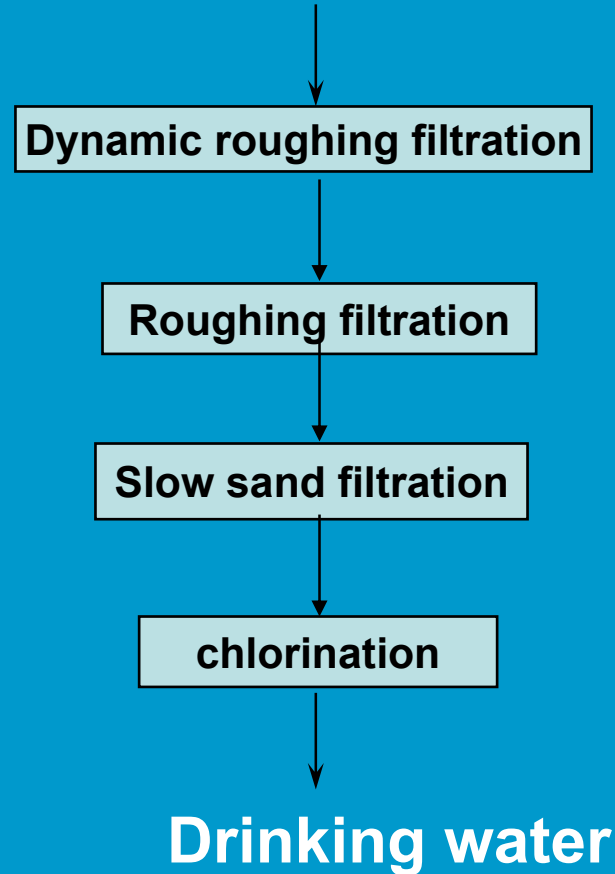 Dynamic roughing filtration
Roughing filtration
Slow sand filtration
chlorination
Drinking water